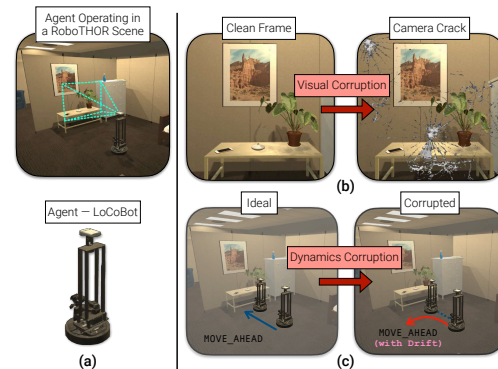 Agent Operating in
a RoboTHOR Scene
Agent — LoCoBot
(a)
Clean Frame
Camera Crack
Visual Corruption
(b)
Ideal
Corrupted
Dynamics Corruption
MOVE_AHEAD
MOVE_AHEAD
(with Drift)
(c)